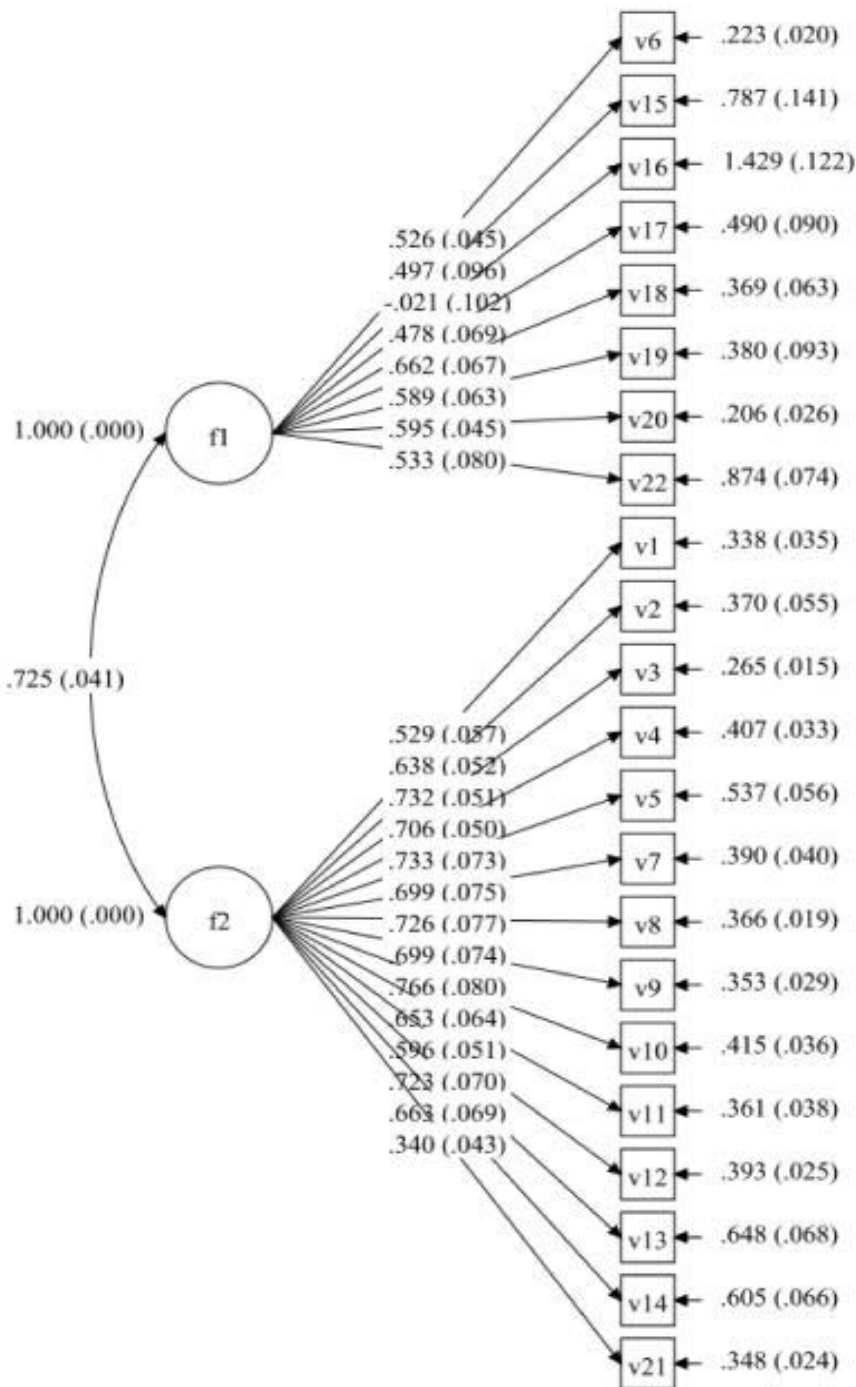 v6 .223 (.020)
v15 .787 (.141)
v16 1.429 (.122)
v17 .490 (.090)
v18 .369 (.063)
v19 .380 (.093)
v20 .206 (.026)
v22 .874 (.074)
.526 (.045)
.497 (.096)
-.021 (.102)
.478 (.069)
.662 (.067)
.589 (.063)
.595 (.045)
.533 (.080)
1.000 (.000) f1
.725 (.041)
1.000 (.000) f2
v1 .338 (.035)
v2 .370 (.055)
v3 .265 (.015)
v4 .407 (.033)
v5 .537 (.056)
v7 .390 (.040)
v8 .366 (.019)
v9 .353 (.029)
v10 .415 (.036)
v11 .361 (.038)
v12 .393 (.025)
v13 .648 (.068)
v14 .605 (.066)
v21 .348 (.024)
.529 (.057)
.638 (.052)
.732 (.051)
.706 (.050)
.733 (.073)
.699 (.075)
.726 (.077)
.699 (.074)
.766 (.080)
.653 (.064)
.596 (.051)
.723 (.070)
.663 (.069)
.340 (.043)